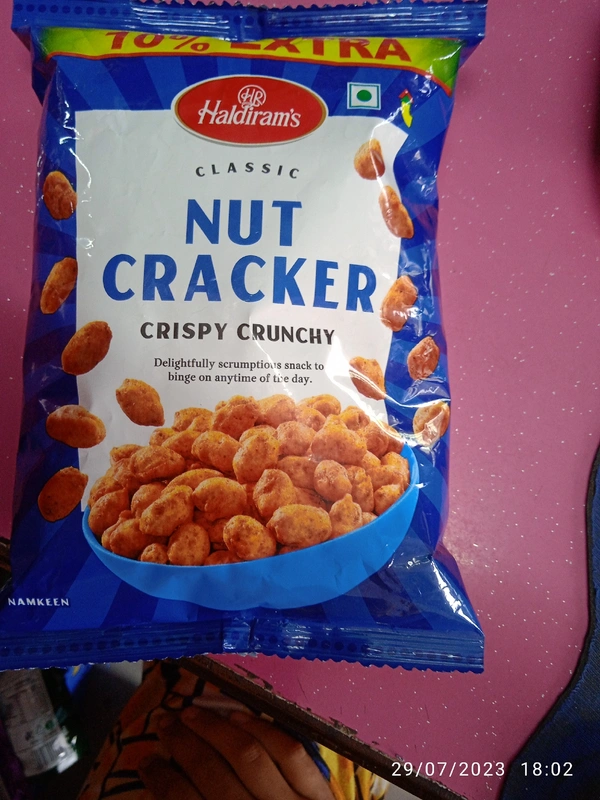 10% EXTRA
HR
Haldiram's
CLASSIC
NUT
CRACKER
CRISPY CRUNCHY
Delightfully scrumptious snack to
binge on anytime of the day.
NAMKEEN
29/07/2023 18:02